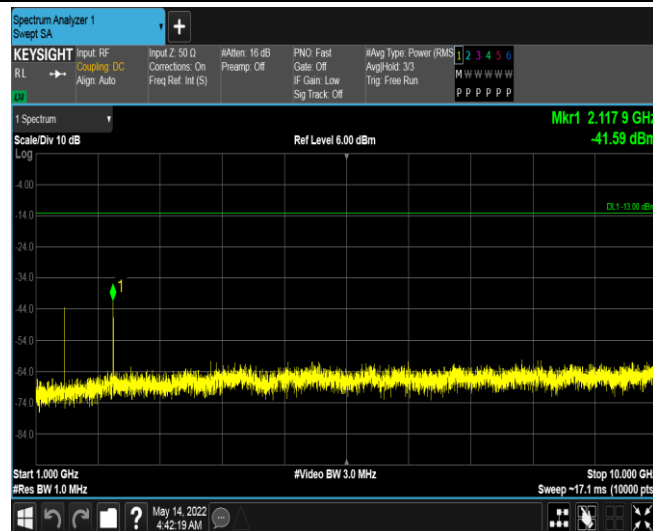 Spectrum Analyzer 1
Swept SA
KEYSIGHT
RL
Input: RF
Coupling: DC
Align: Auto
Input Z: 50 Ω
Corrections: On
Freq Ref: Int (S)
#Atten: 16 dB
Preamp: Off
PNO: Fast
Gate: Off
IF Gain: Low
Sig Track: Off
#Avg Type: Power (RMS
Avg|Hold: 3/3
Trig: Free Run
1 2 3 4 5 6
M W W W W W
P P P P P P
1 Spectrum
Mkr1 2.117 9 GHz
Scale/Div 10 dB
Ref Level 6.00 dBm
-41.59 dBm
Log
-4.00
DL1 -13.00 dBm
-14.0
-24.0
-34.0
1
-44.0
-54.0
-64.0
-74.0
-84.0
Start 1.000 GHz
#Video BW 3.0 MHz
Stop 10.000 GHz
#Res BW 1.0 MHz
Sweep ~17.1 ms (10000 pts
?
May 14, 2022
4:42:19 AM